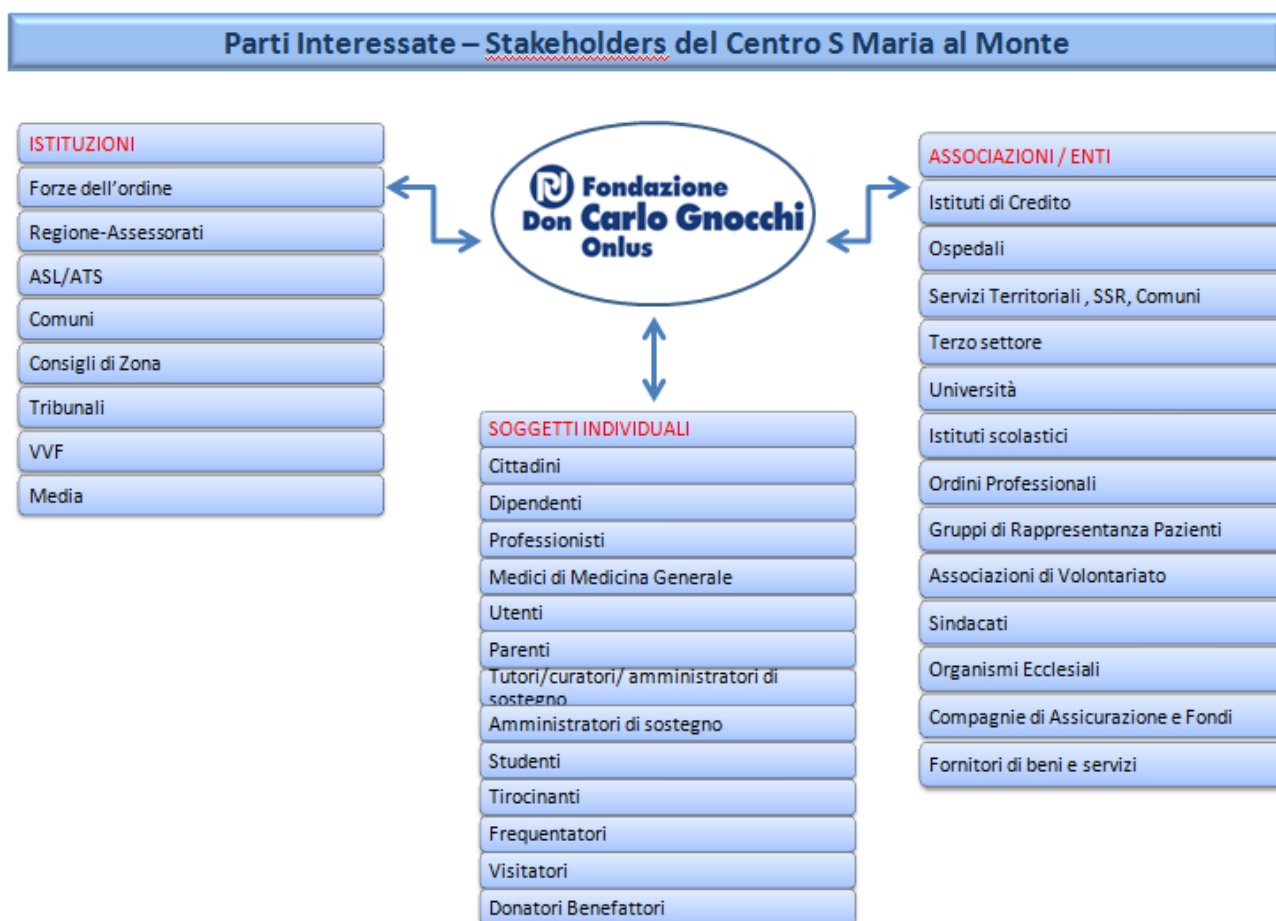 Parti Interessate – Stakeholders del Centro S Maria al Monte
ISTITUZIONI
Forze dell'ordine
Regione-Assessorati
ASL/ATS
Comuni
Consigli di Zona
Tribunali
VVF
Media
Fondazione
Don Carlo Gnocchi
Onlus
SOGGETTI INDIVIDUALI
Cittadini
Dipendenti
Professionisti
Medici di Medicina Generale
Utenti
Parenti
Tutori/curatori/ amministratori di
sostegno
Amministratori di sostegno
Studenti
Tirocinanti
Frequentatori
Visitatori
Donatori Benefattori
ASSOCIAZIONI / ENTI
Istituti di Credito
Ospedali
Servizi Territoriali , SSR, Comuni
Terzo settore
Università
Istituti scolastici
Ordini Professionali
Gruppi di Rappresentanza Pazienti
Associazioni di Volontariato
Sindacati
Organismi Ecclesiali
Compagnie di Assicurazione e Fondi
Fornitori di beni e servizi